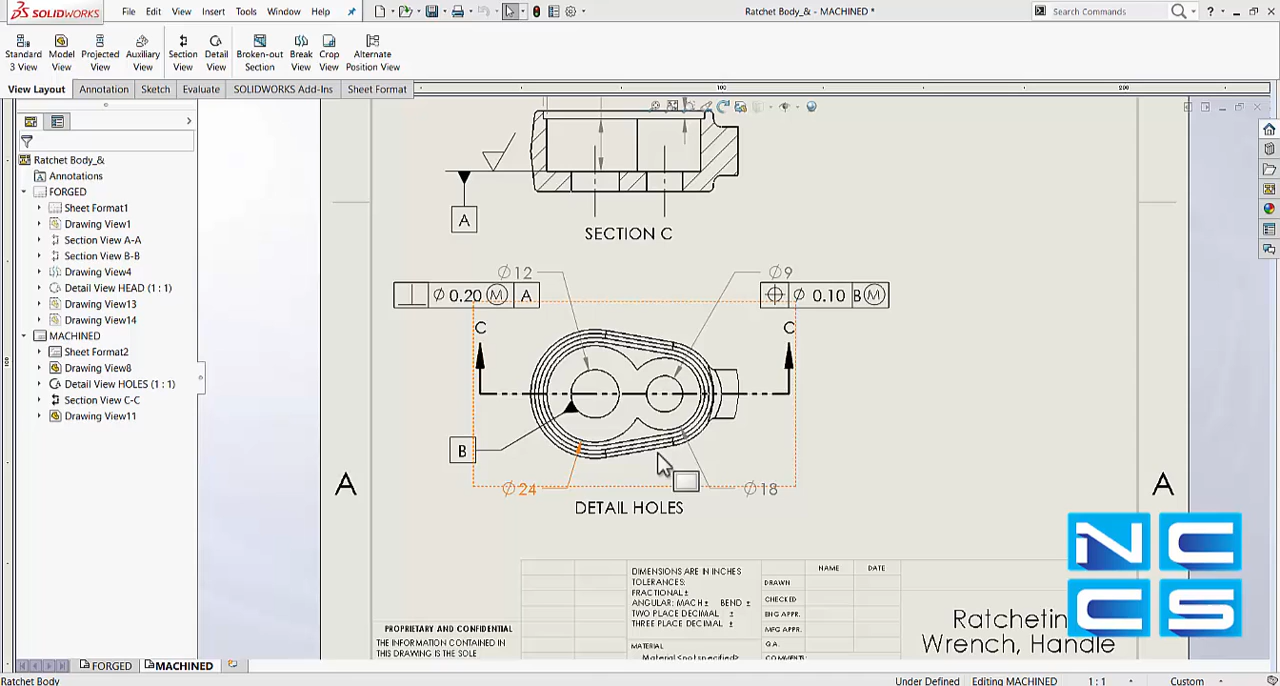 SOLIDWORKS File Edit View Insert Tools Window Help Ratchet Body_& - MACHINED * Search Commands ?
Standard 3 View
Model View
Projected View
Auxiliary View
Section View
Detail View
Broken-out Section
Break View
Crop View
Alternate Position View
View Layout Annotation Sketch Evaluate SOLIDWORKS Add-Ins Sheet Format
100 200
Ratchet Body_&
Annotations
FORGED
Sheet Format1
Drawing View1
Section View A-A
Section View B-B
Drawing View4
Detail View HEAD (1 : 1)
Drawing View13
Drawing View14
MACHINED
Sheet Format2
Drawing View8
Detail View HOLES (1 : 1)
Section View C-C
Drawing View11
A
SECTION C
Ø12 Ø9
Ø 0.20 Ⓜ A
Ø 0.10 BⓂ
C C
B
Ø24 Ø18
A A
DETAIL HOLES
DIMENSIONS ARE IN INCHES
TOLERANCES:
FRACTIONAL±
ANGULAR: MACH± BEND ±
TWO PLACE DECIMAL ±
THREE PLACE DECIMAL ±
MATERIAL
Material <not specified>
NAME DATE
DRAWN
CHECKED
ENG APPR.
MFG APPR.
Q.A.
COMMENTS:
PROPRIETARY AND CONFIDENTIAL
THE INFORMATION CONTAINED IN
THIS DRAWING IS THE SOLE
Ratchetin
Wrench, Handle
NC
CS
FORGED MACHINED
Ratchet Body Under Defined Editing MACHINED 1 : 1 Custom